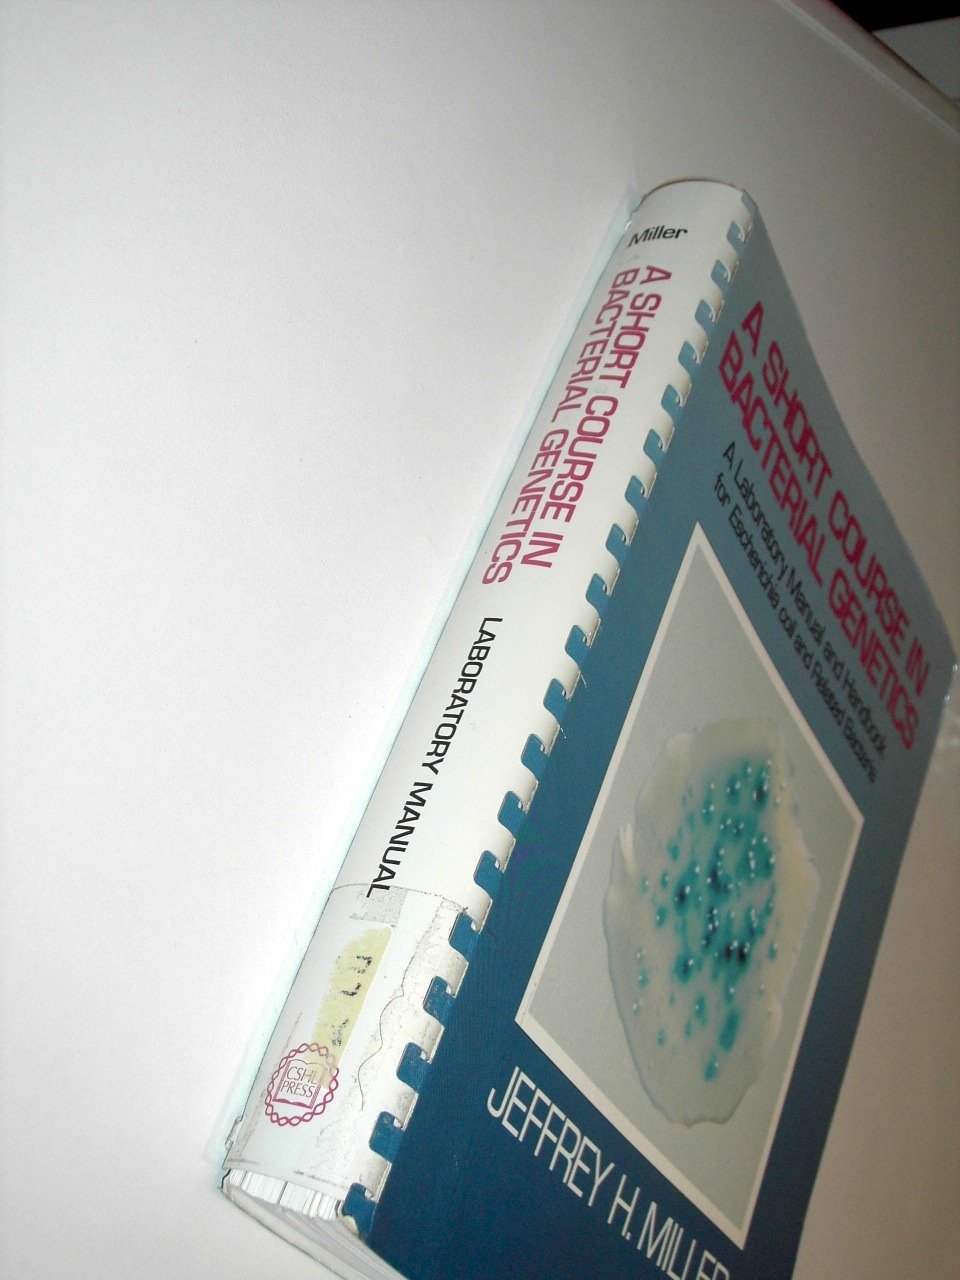 Miller
A SHORT COURSE IN
BACTERIAL GENETICS
LABORATORY MANUAL
CSHL
PRESS
A SHORT COURSE IN
BACTERIAL GENETICS
A Laboratory Manual and Handbook
for Escherichia coli and Related Bacteria
JEFFREY H. MILLER